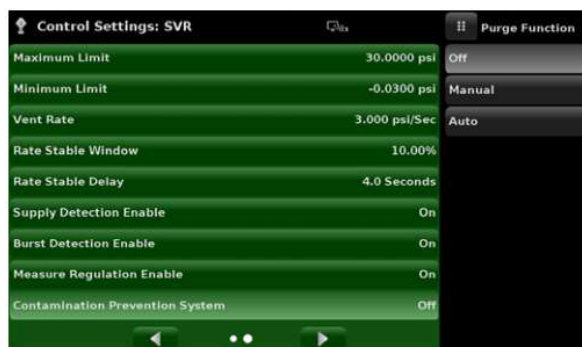 Control Settings: SVR
Maximum Limit 30.0000 psi
Minimum Limit -0.0300 psi
Vent Rate 3.000 psi/Sec
Rate Stable Window 10.00%
Rate Stable Delay 4.0 Seconds
Supply Detection Enable On
Burst Detection Enable On
Measure Regulation Enable On
Contamination Prevention System Off
Purge Function
Off
Manual
Auto